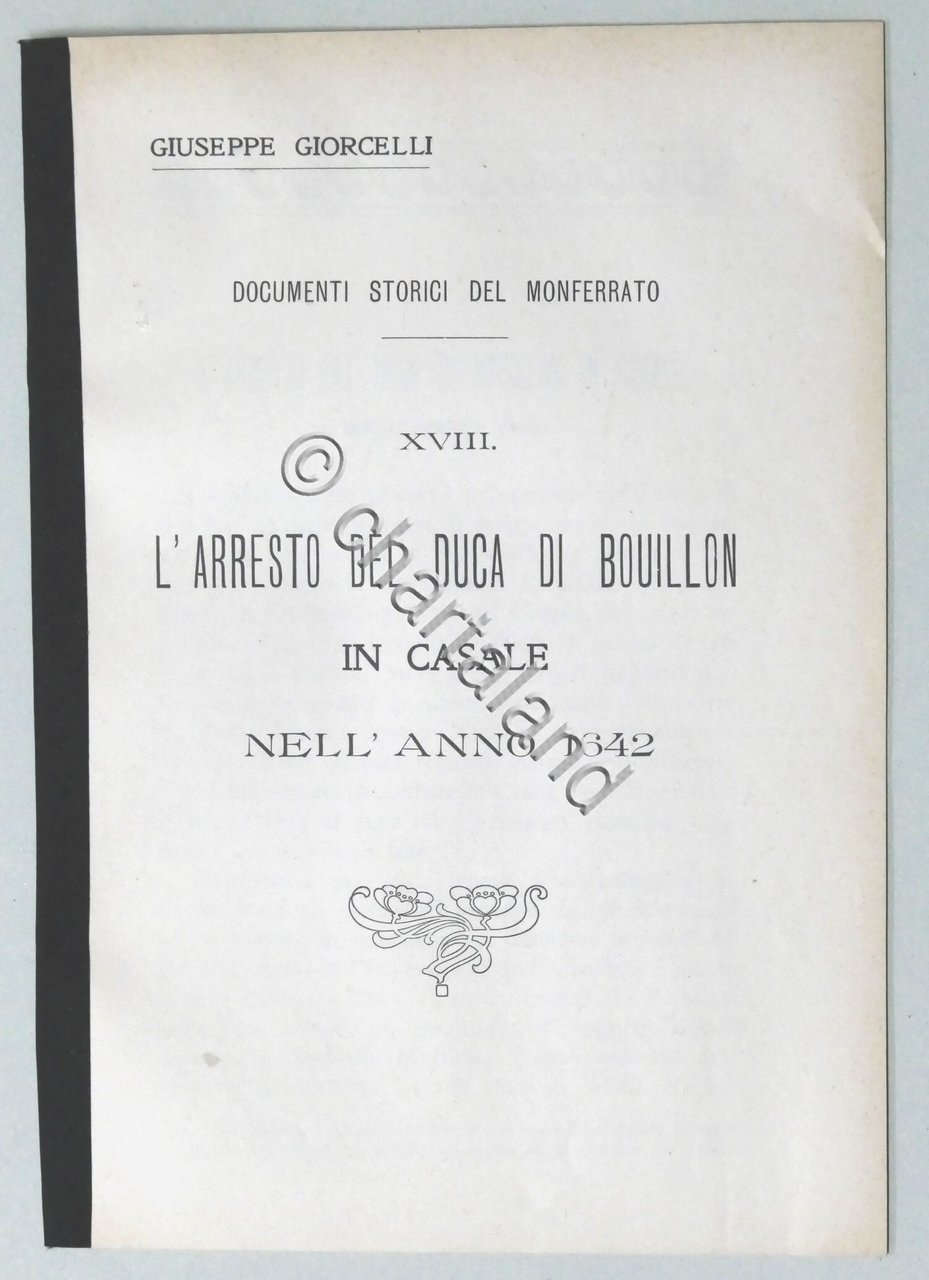 GIUSEPPE GIORCELLI
DOCUMENTI STORICI DEL MONFERRATO
XVIII.
L'ARRESTO DEL DUCA DI BOUILLON
IN CASALE
NELL'ANNO 1642
© chartaland